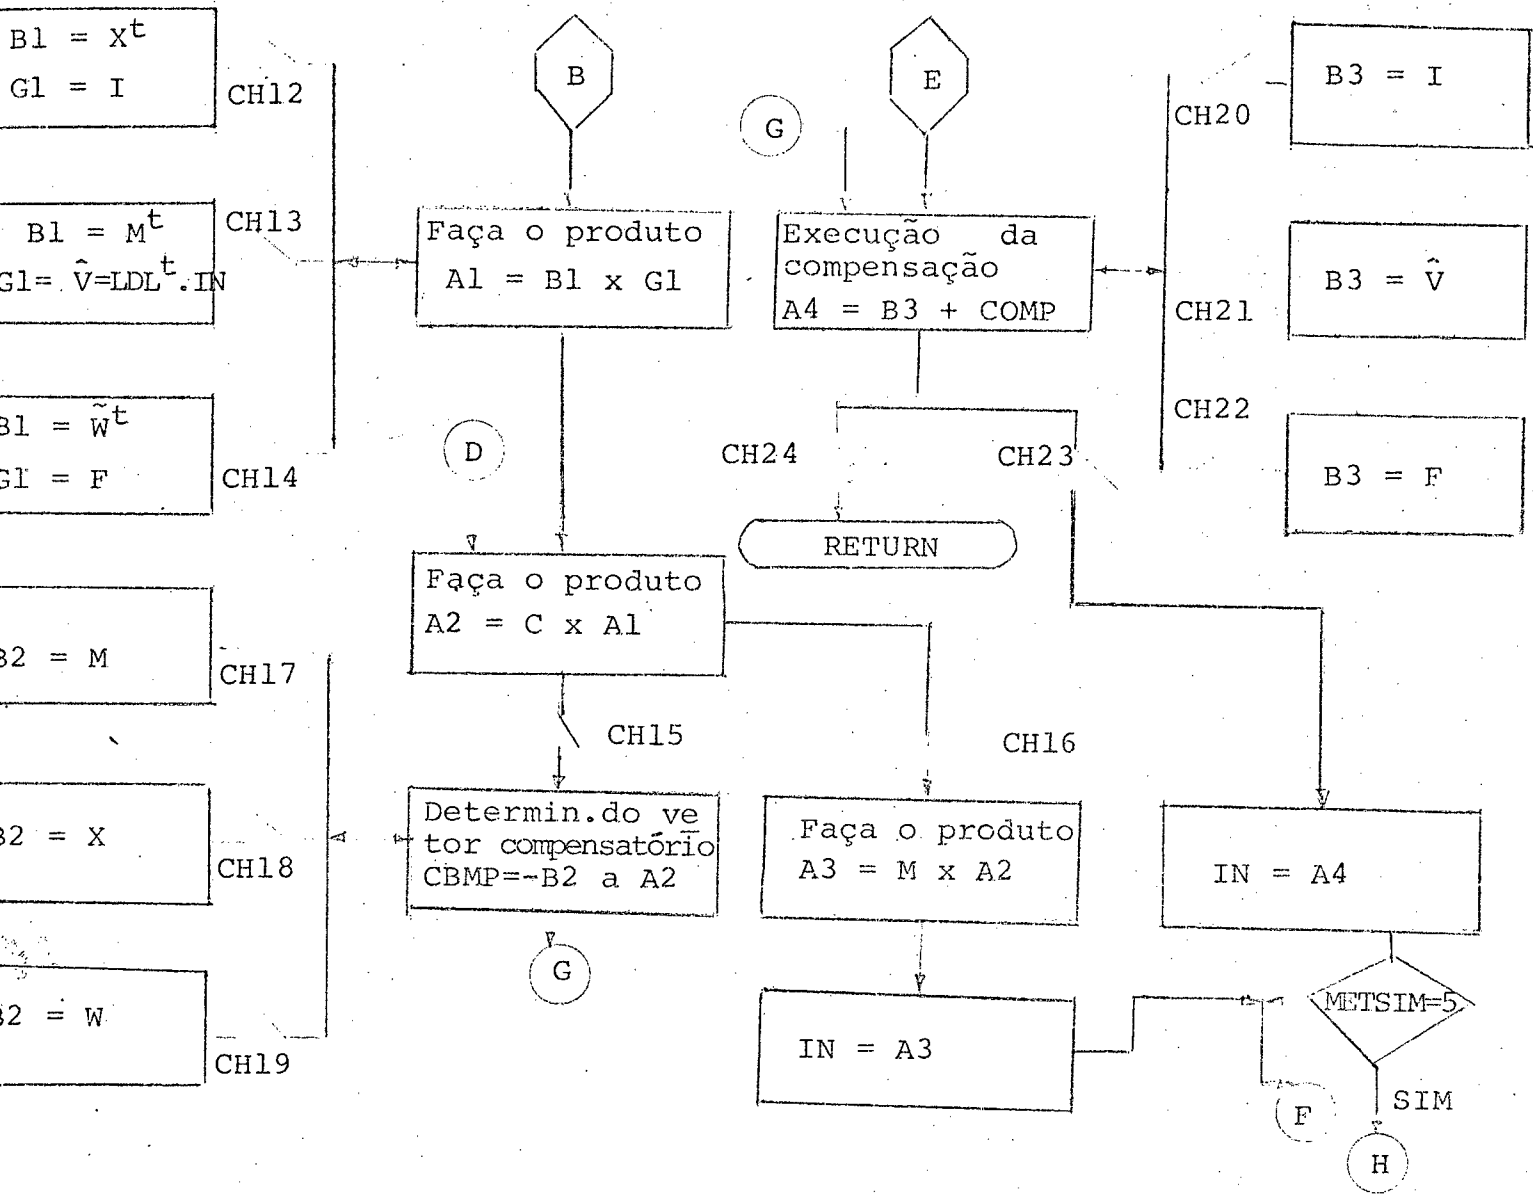 B1 = X^t
G1 = I
CH12
B
E
G
CH20
B3 = I
B1 = M^t
G1= V̂=LDL^t.IN
CH13
Faça o produto
A1 = B1 x G1
Execução da
compensação
A4 = B3 + COMP
CH21
B3 = V̂
B1 = W̃^t
G1 = F
CH14
D
CH24
CH23
CH22
B3 = F
RETURN
Faça o produto
A2 = C x A1
B2 = M
CH17
CH15
CH16
B2 = X
CH18
Determin.do ve
tor compensatório
CBMP=-B2 a A2
Faça o produto
A3 = M x A2
IN = A4
G
B2 = W
CH19
IN = A3
METSIM=5
F
SIM
H